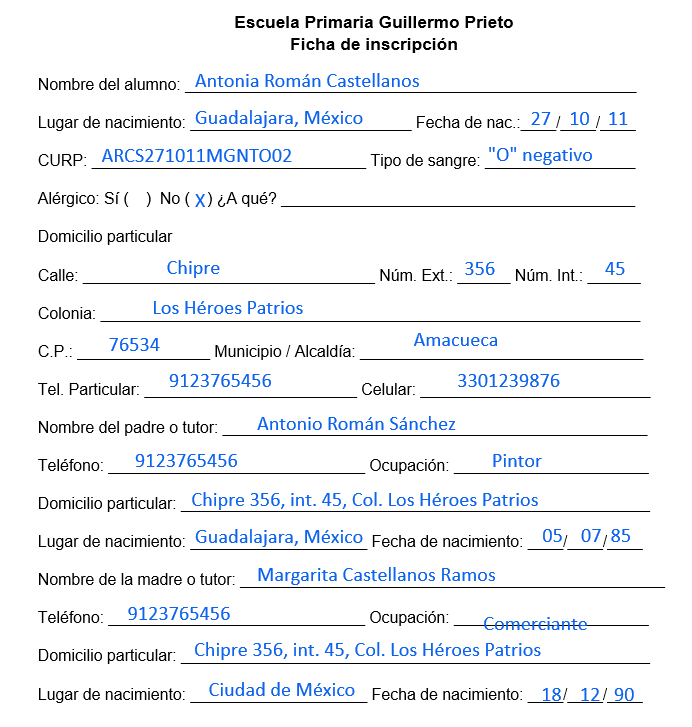 Escuela Primaria Guillermo Prieto
Ficha de inscripción
Nombre del alumno: Antonia Román Castellanos
Lugar de nacimiento: Guadalajara, México Fecha de nac.: 27 / 10 / 11
CURP: ARCS271011MGNTO02 Tipo de sangre: "O" negativo
Alérgico: Sí ( ) No ( X ) ¿A qué? ____
Domicilio particular
Calle: Chipre Núm. Ext.: 356 Núm. Int.: 45
Colonia: Los Héroes Patrios
C.P.: 76534 Municipio / Alcaldía: Amacueca
Tel. Particular: 9123765456 Celular: 3301239876
Nombre del padre o tutor: Antonio Román Sánchez
Teléfono: 9123765456 Ocupación: Pintor
Domicilio particular: Chipre 356, int. 45, Col. Los Héroes Patrios
Lugar de nacimiento: Guadalajara, México Fecha de nacimiento: 05/ 07 / 85
Nombre de la madre o tutor: Margarita Castellanos Ramos
Teléfono: 9123765456 Ocupación: Comerciante
Domicilio particular: Chipre 356, int. 45, Col. Los Héroes Patrios
Lugar de nacimiento: Ciudad de México Fecha de nacimiento: 18/ 12 / 90